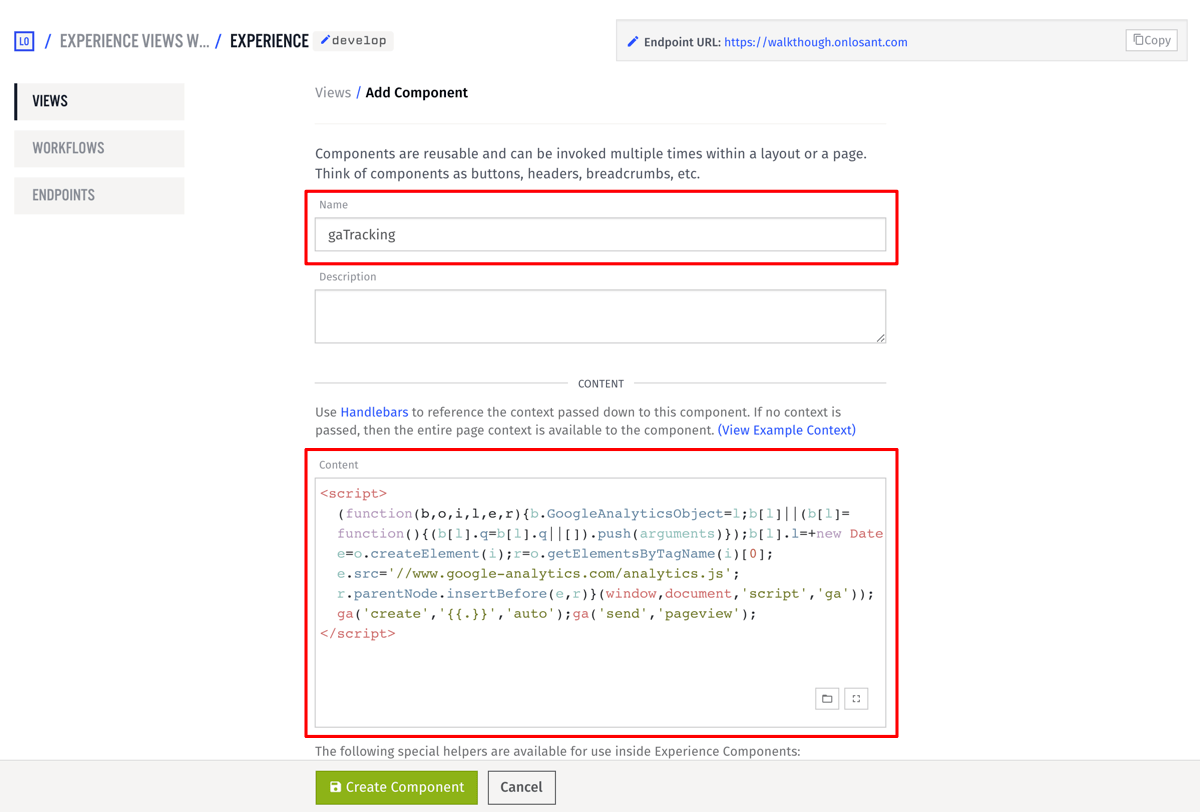 LO / EXPERIENCE VIEWS W... / EXERIENCE develop
Endpoint URL: https://walkthough.onlosant.com
Copy
VIEWS
WORKFLOWS
ENDPOINTS
Views / Add Component
Components are reusable and can be invoked multiple times within a layout or a page.
Think of components as buttons, headers, breadcrumbs, etc.
Name
gaTracking
Description
CONTENT
Use Handlebars to reference the context passed down to this component. If no context is
passed, then the entire page context is available to the component. (View Example Context)
Content
<script>
(function(b,o,i,l,e,r){b.GoogleAnalyticsObject=l;b[l]||(b[l]=
function(){(b[l].q=b[l].q||[]).push(arguments)});b[l].l=+new Date
e=o.createElement(i);r=o.getElementsByTagName(i)[0];
e.src='//www.google-analytics.com/analytics.js';
r.parentNode.insertBefore(e,r)}(window,document,'script','ga'));
ga('create','{{.}}','auto');ga('send','pageview');
</script>
The following special helpers are available for use inside Experience Components:
Create Component
Cancel